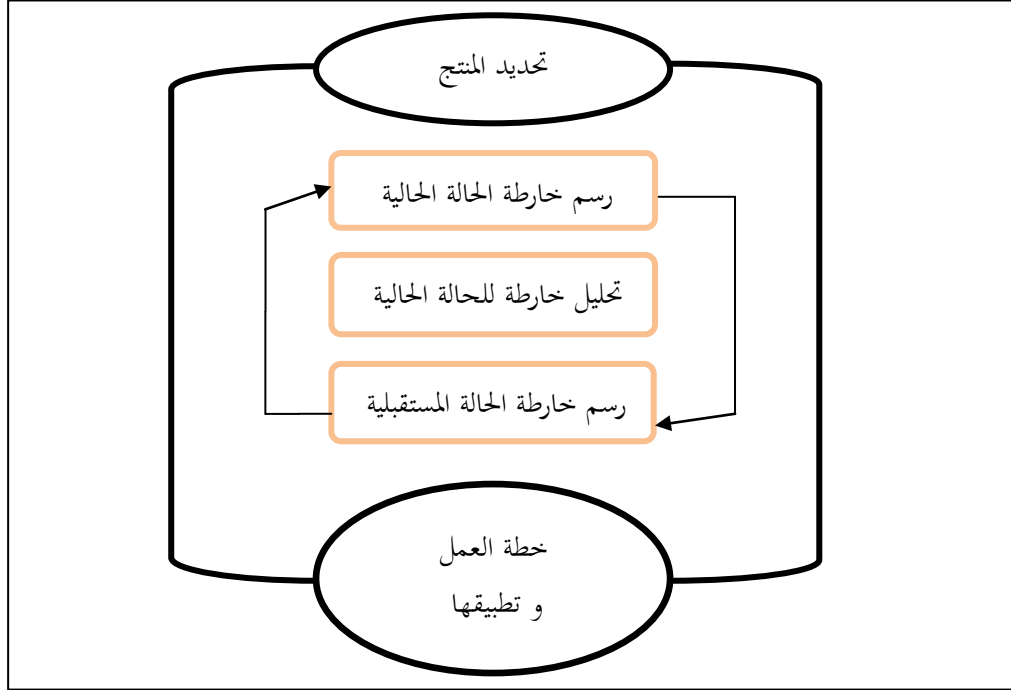 تحديد المنتج
رسم خارطة الحالة الحالية
تحليل خارطة للحالة الحالية
رسم خارطة الحالة المستقبلية
خطة العمل
و تطبيقها